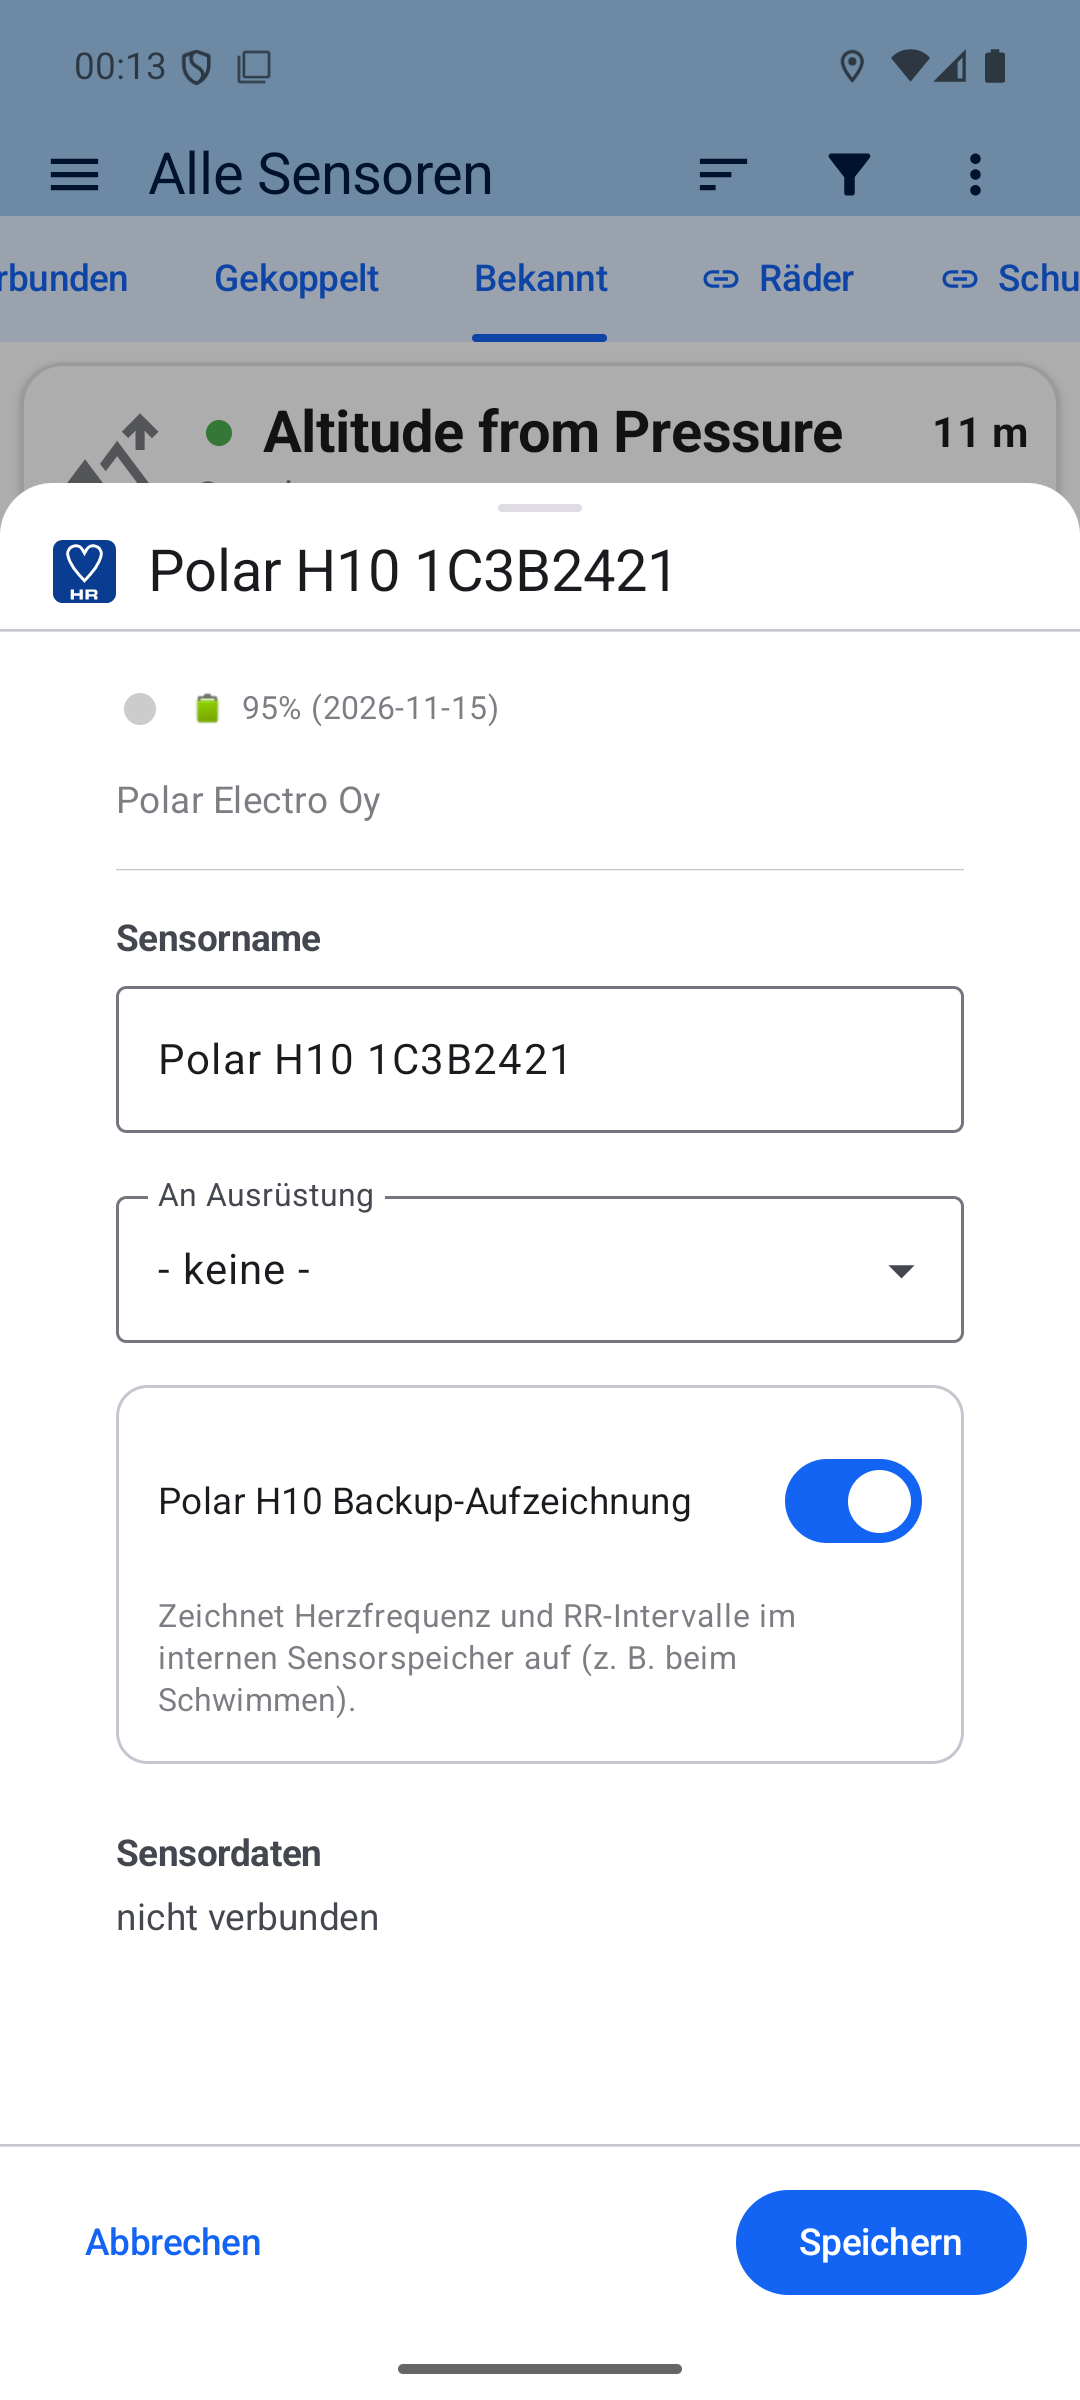 00:13
Alle Sensoren
rbunden Gekoppelt Bekannt Räder Schu
Altitude from Pressure 11 m
HR Polar H10 1C3B2421
95% (2026-11-15)
Polar Electro Oy
Sensorname
Polar H10 1C3B2421
An Ausrüstung
- keine -
Polar H10 Backup-Aufzeichnung
Zeichnet Herzfrequenz und RR-Intervalle im
internen Sensorspeicher auf (z. B. beim
Schwimmen).
Sensordaten
nicht verbunden
Abbrechen Speichern